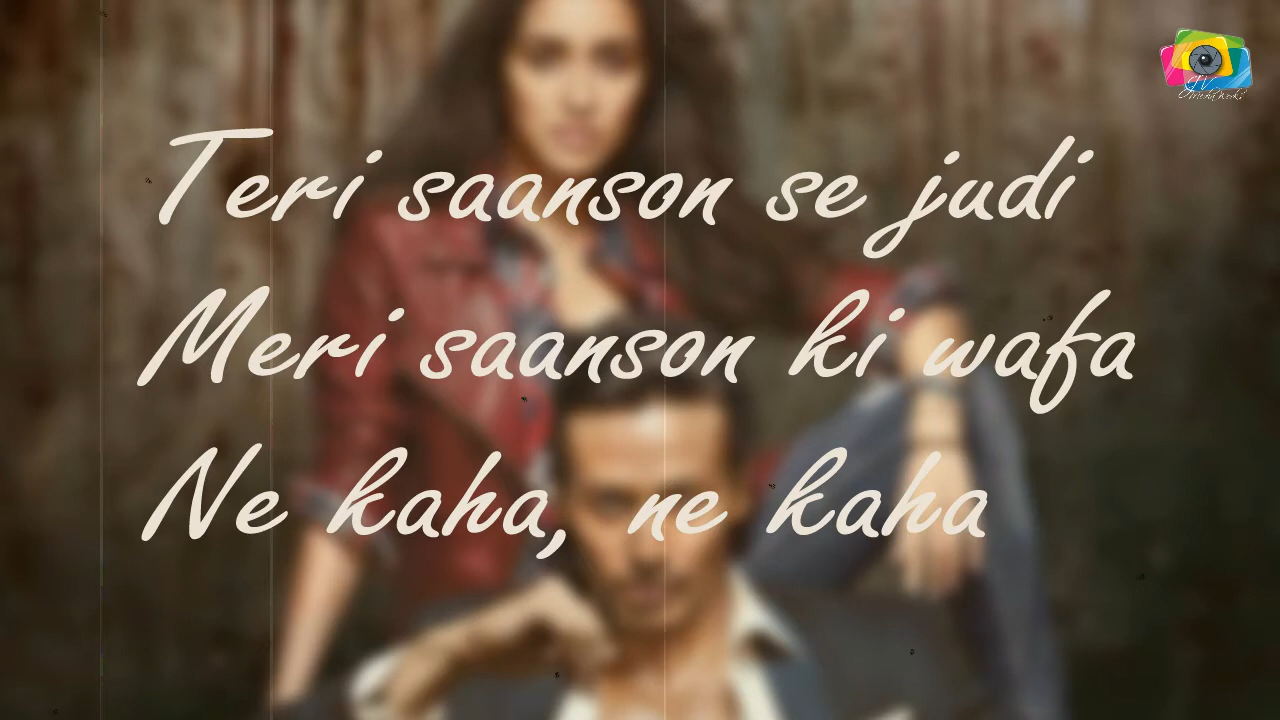 Teri saanson se judi
Meri saanson ki wafa
Ne kaha, ne kaha